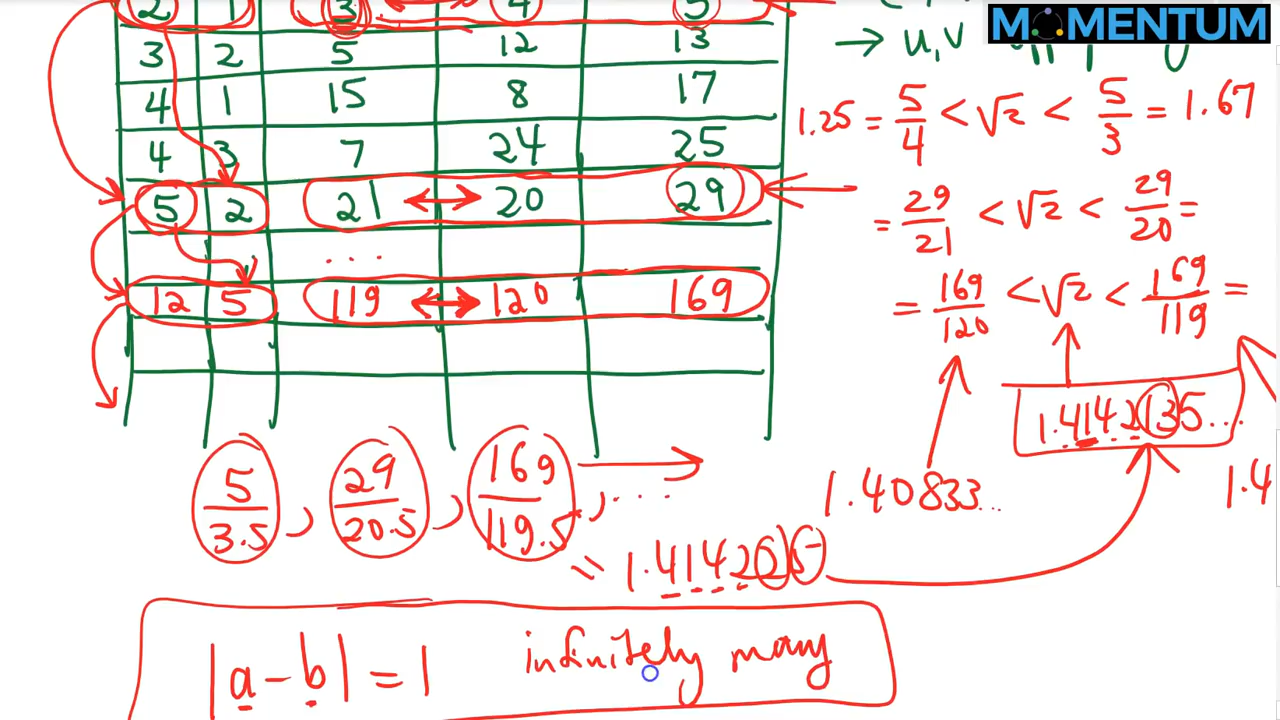 2 1 3 4 5
MOMENTUM
3 2 5 12 13
→ u, v
4 1 15 8 17
1.25 = 5/4 < √2 < 5/3 = 1.67
4 3 7 24 25
5 2 21 ↔ 20 29
= 29/21 < √2 < 29/20 =
...
12 5 119 ↔ 120 169
= 169/120 < √2 < 169/119 =
1.4142135...
5/3.5 , 29/20.5 , 169/119.5 , ...
1.40833...
1.4
= 1.4142025
|a - b| = 1 infinitely many